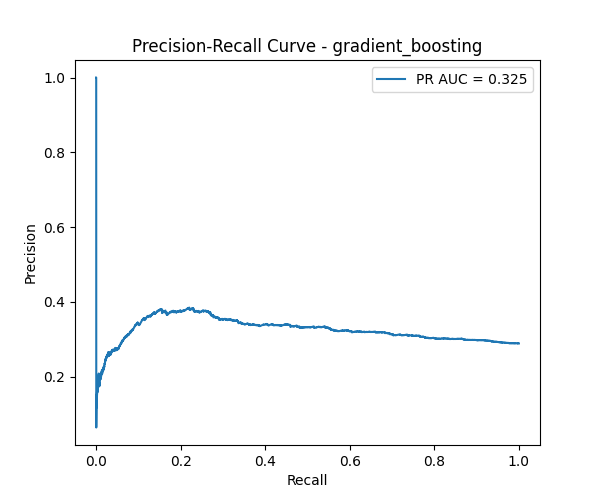 Precision-Recall Curve - gradient_boosting
PR AUC = 0.325
1.0
0.8
0.6
0.4
0.2
Precision
0.0 0.2 0.4 0.6 0.8 1.0
Recall